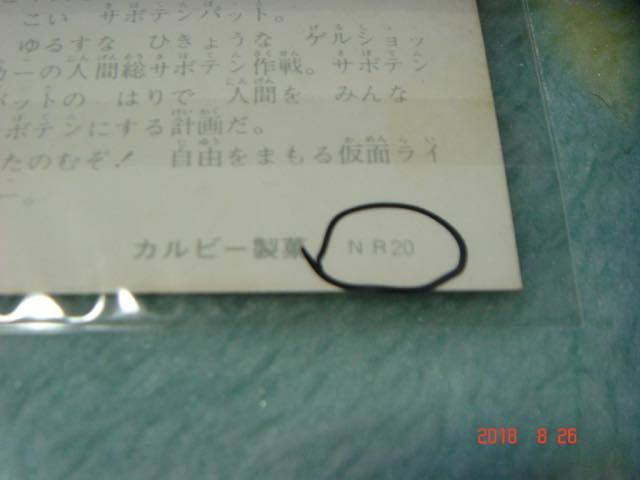 こい サボテンバット。
ゆるすな ひきょうな ゲルショッ
カーの人間総サボテン作戦。サボテン
バットの はりで 人間を みんな
サボテンにする計画だ。
たのむぞ! 自由をまもる仮面ライ
ー。
カルビー製菓 NR20
2018 8 26